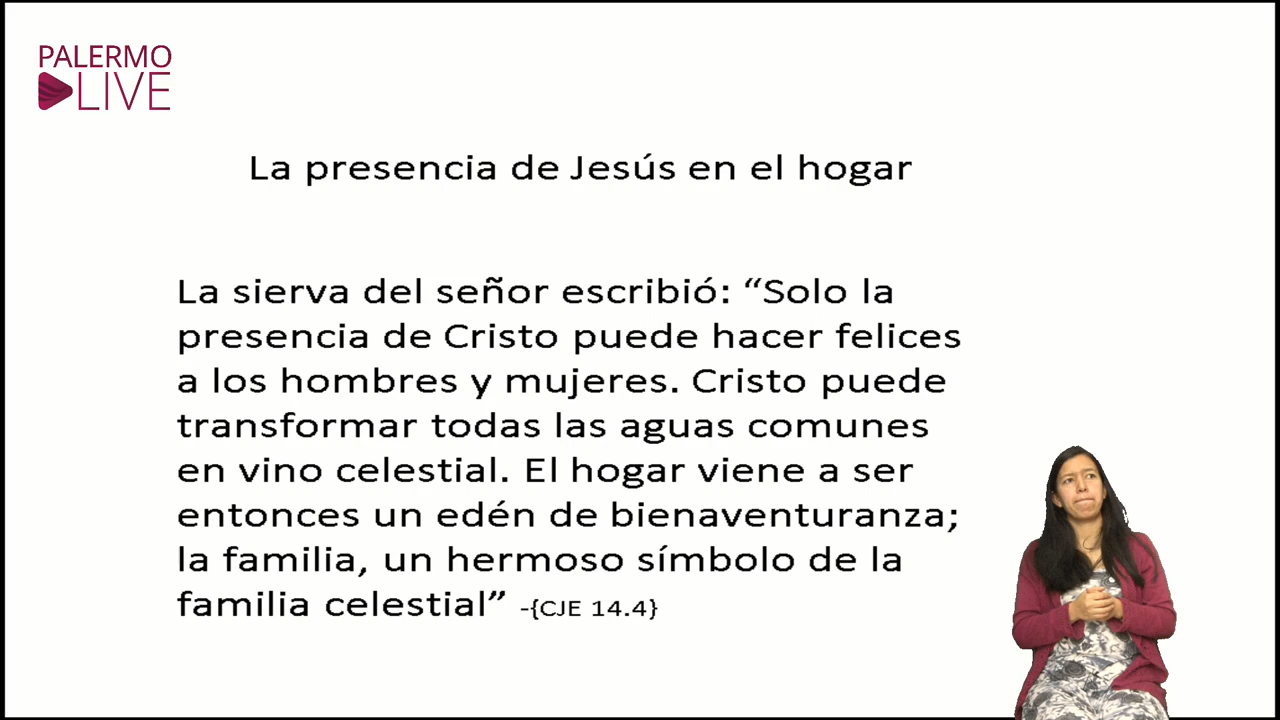 PALERMO
LIVE
La presencia de Jesús en el hogar
La sierva del señor escribió: “Solo la
presencia de Cristo puede hacer felices
a los hombres y mujeres. Cristo puede
transformar todas las aguas comunes
en vino celestial. El hogar viene a ser
entonces un edén de bienaventuranza;
la familia, un hermoso símbolo de la
familia celestial” -{CJE 14.4}